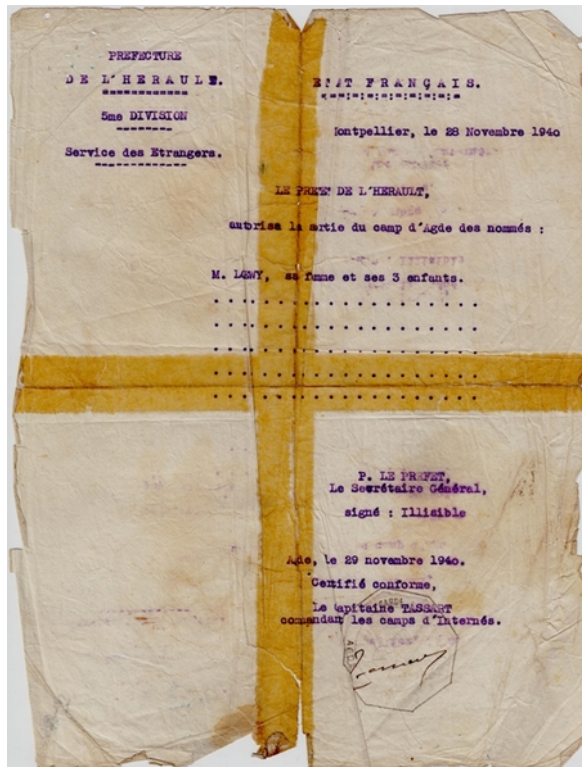 PREFECTURE
DE L'HERAULT.
5me DIVISION
Service des Etrangers.
ETAT FRANÇAIS.
Montpellier, le 28 Novembre 1940
LE PREFET DE L'HERAULT,
autorise la sortie du camp d'Agde des nommés :
M. LŒWY, sa femme et ses 3 enfants.
P. LE PREFET,
Le Secrétaire Général,
signé : Illisible
Agde, le 29 novembre 1940.
Certifié conforme,
Le Capitaine TASSART
commandant les camps d'Internés.